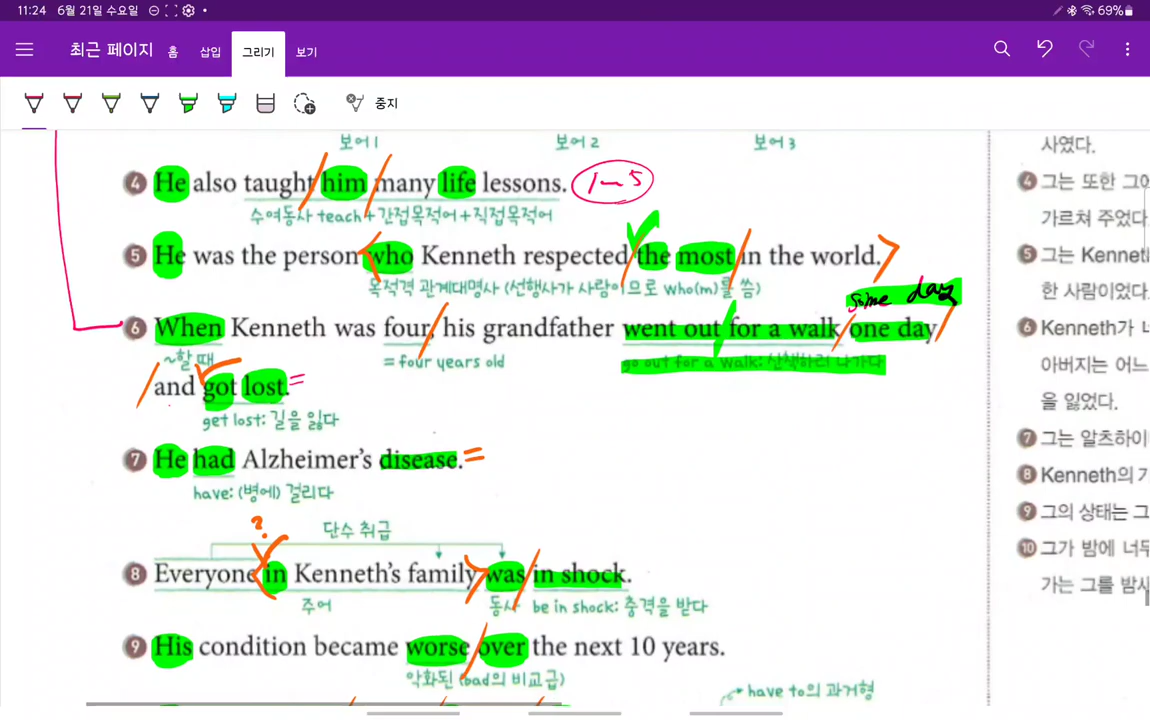 11:24 6월 21일 수요일 69%
최근 페이지 홈 삽입 그리기 보기
중지
보어 1 보어 2 보어 3
사였다.
④ He also taught him many life lessons. 1-5
④ 그는 또한 그에
수여동사 teach + 간접목적어 + 직접목적어
가르쳐 주었다
⑤ He was the person who Kenneth respected the most in the world.
⑤ 그는 Kennet
목적격 관계대명사 (선행사가 사람이므로 who(m)를 씀)
한 사람이었다.
some day
⑥ When Kenneth was four, his grandfather went out for a walk one day,
⑥ Kenneth가 너
~할 때 = four years old go out for a walk: 산책하러 나가다
아버지는 어느
and got lost.
을 잃었다.
get lost: 길을 잃다
⑦ 그는 알츠하이
⑦ He had Alzheimer's disease.
⑧ Kenneth의 기
have: (병에) 걸리다
⑨ 그의 상태는 그
?
단수 취급
⑩ 그가 밤에 너두
⑧ Everyone in Kenneth's family was in shock.
가는 그를 밤사
주어 동사 be in shock: 충격을 받다
⑨ His condition became worse over the next 10 years.
악화된 (bad의 비교급)
have to의 과거형